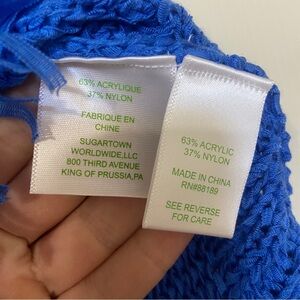 63% ACRYLIQUE
37% NYLON
FABRIQUE EN
CHINE
SUGARTOWN
WORLDWIDE,LLC
800 THIRD AVENUE
KING OF PRUSSIA,PA
63% ACRYLIC
37% NYLON
MADE IN CHINA
RN#88189
SEE REVERSE
FOR CARE